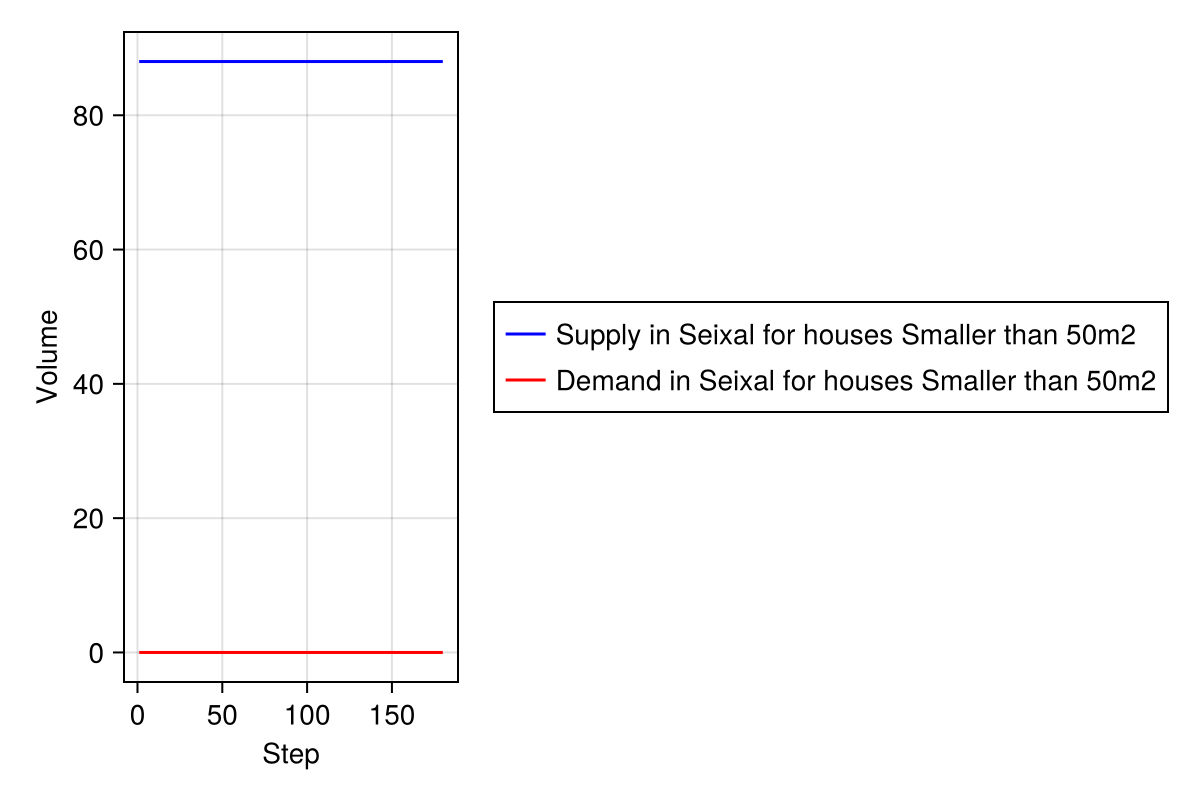 Volume
80
60
40
20
0
0 50 100 150
Step
Supply in Seixal for houses Smaller than 50m2
Demand in Seixal for houses Smaller than 50m2